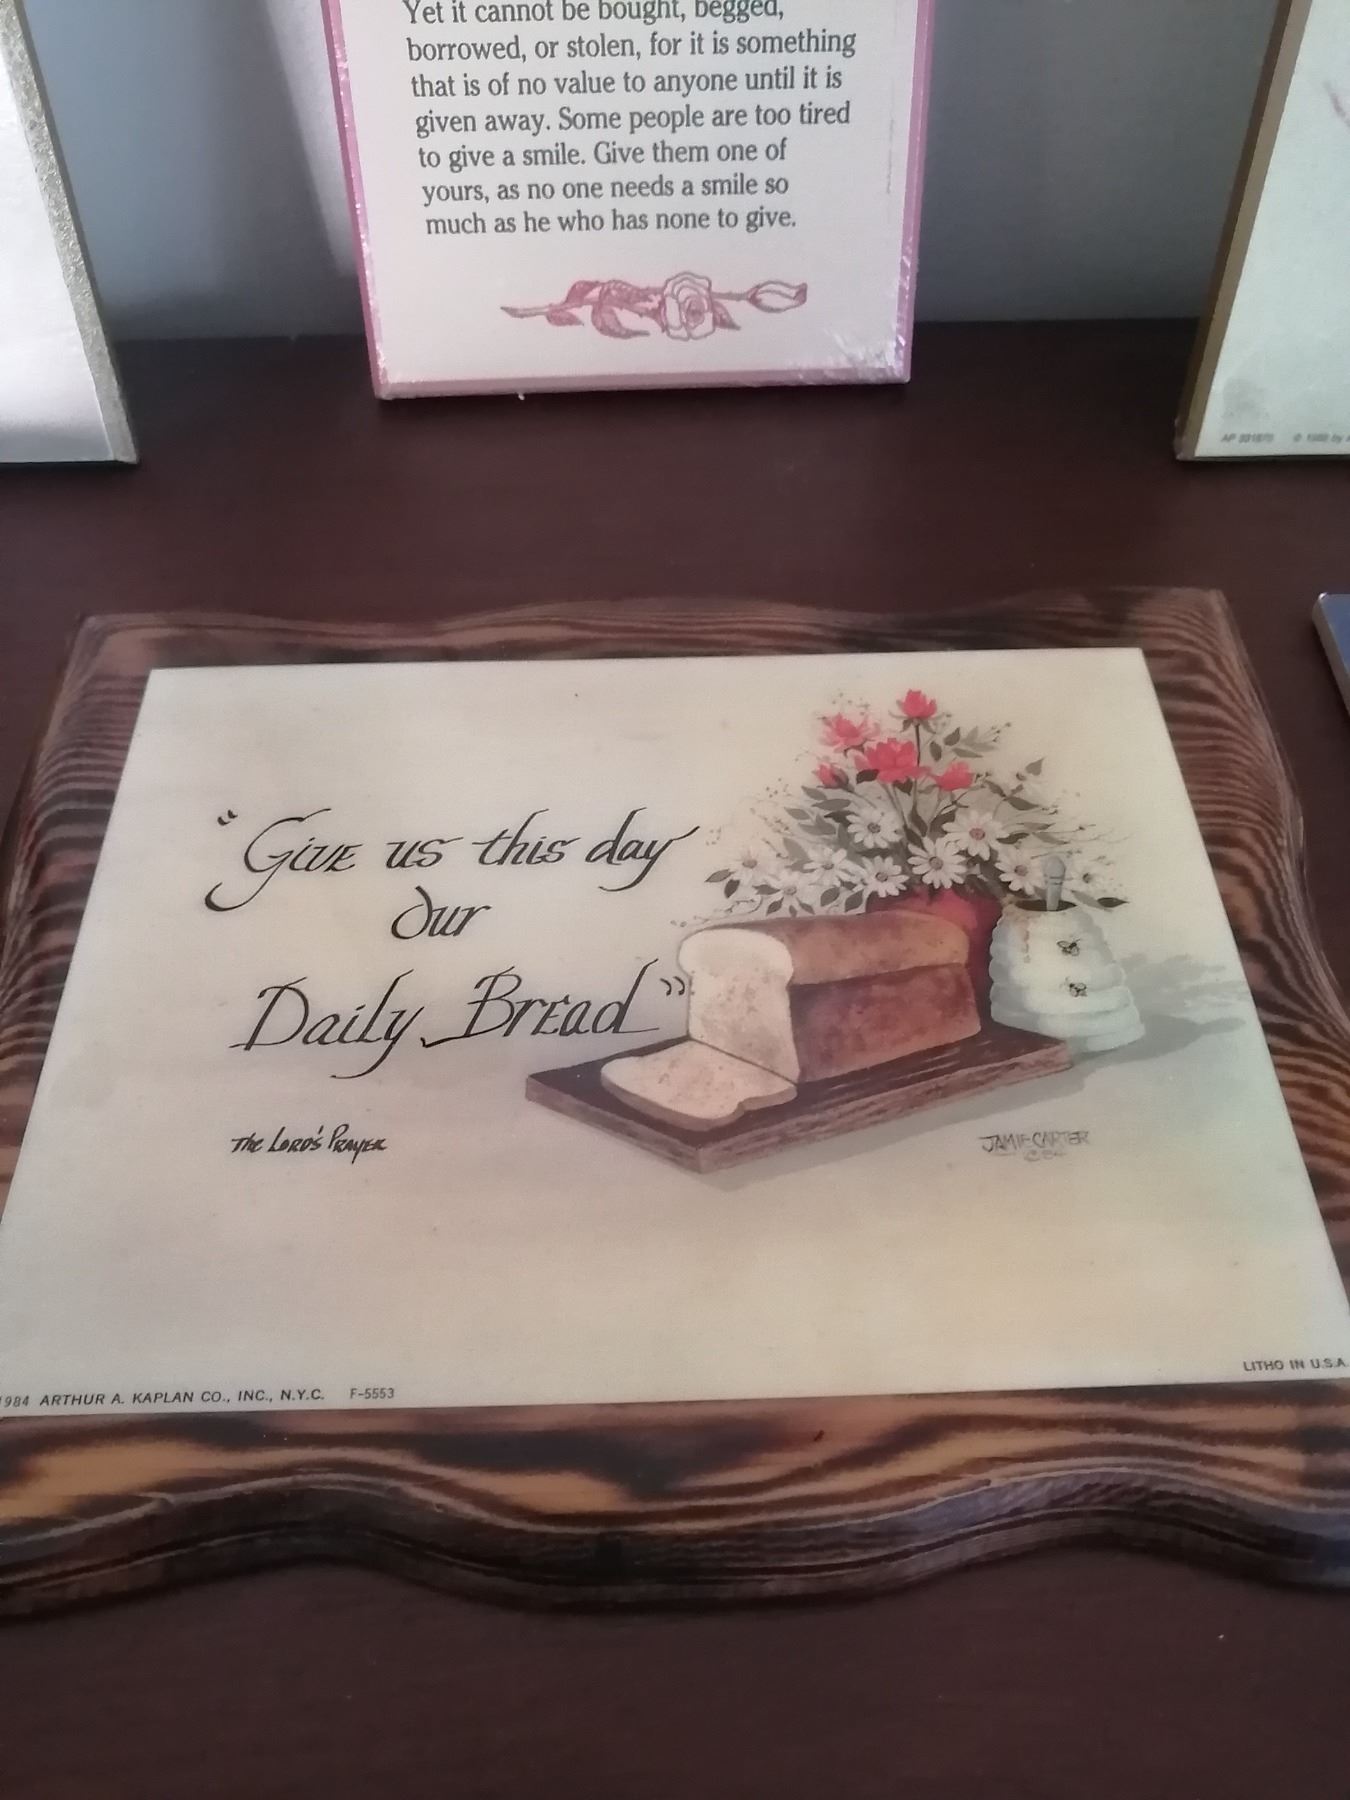 Yet it cannot be bought, begged,
borrowed, or stolen, for it is something
that is of no value to anyone until it is
given away. Some people are too tired
to give a smile. Give them one of
yours, as no one needs a smile so
much as he who has none to give.
AP
“Give us this day
Our
Daily Bread”
The Lord's Prayer
JAMIE CARTER
©84
1984 ARTHUR A. KAPLAN CO., INC., N.Y.C. F-5553
LITHO IN U.S.A.